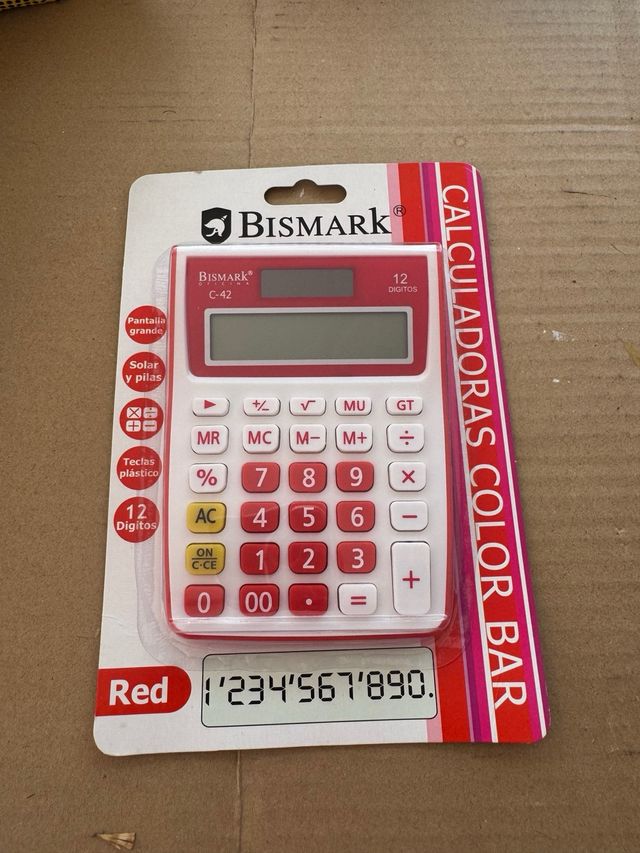 BISMARK®
CALCULADORAS COLOR BAR
BISMARK®
OFICINA
C-42
12
DIGITOS
Pantalla
grande
Solar
y pilas
× ÷
+ −
Teclas
plástico
12
Dígitos
► +/− √ MU GT
MR MC M− M+ ÷
% 7 8 9 ×
AC 4 5 6 −
ON
C·CE
1 2 3 +
0 00 • =
Red
1'234'567'890.